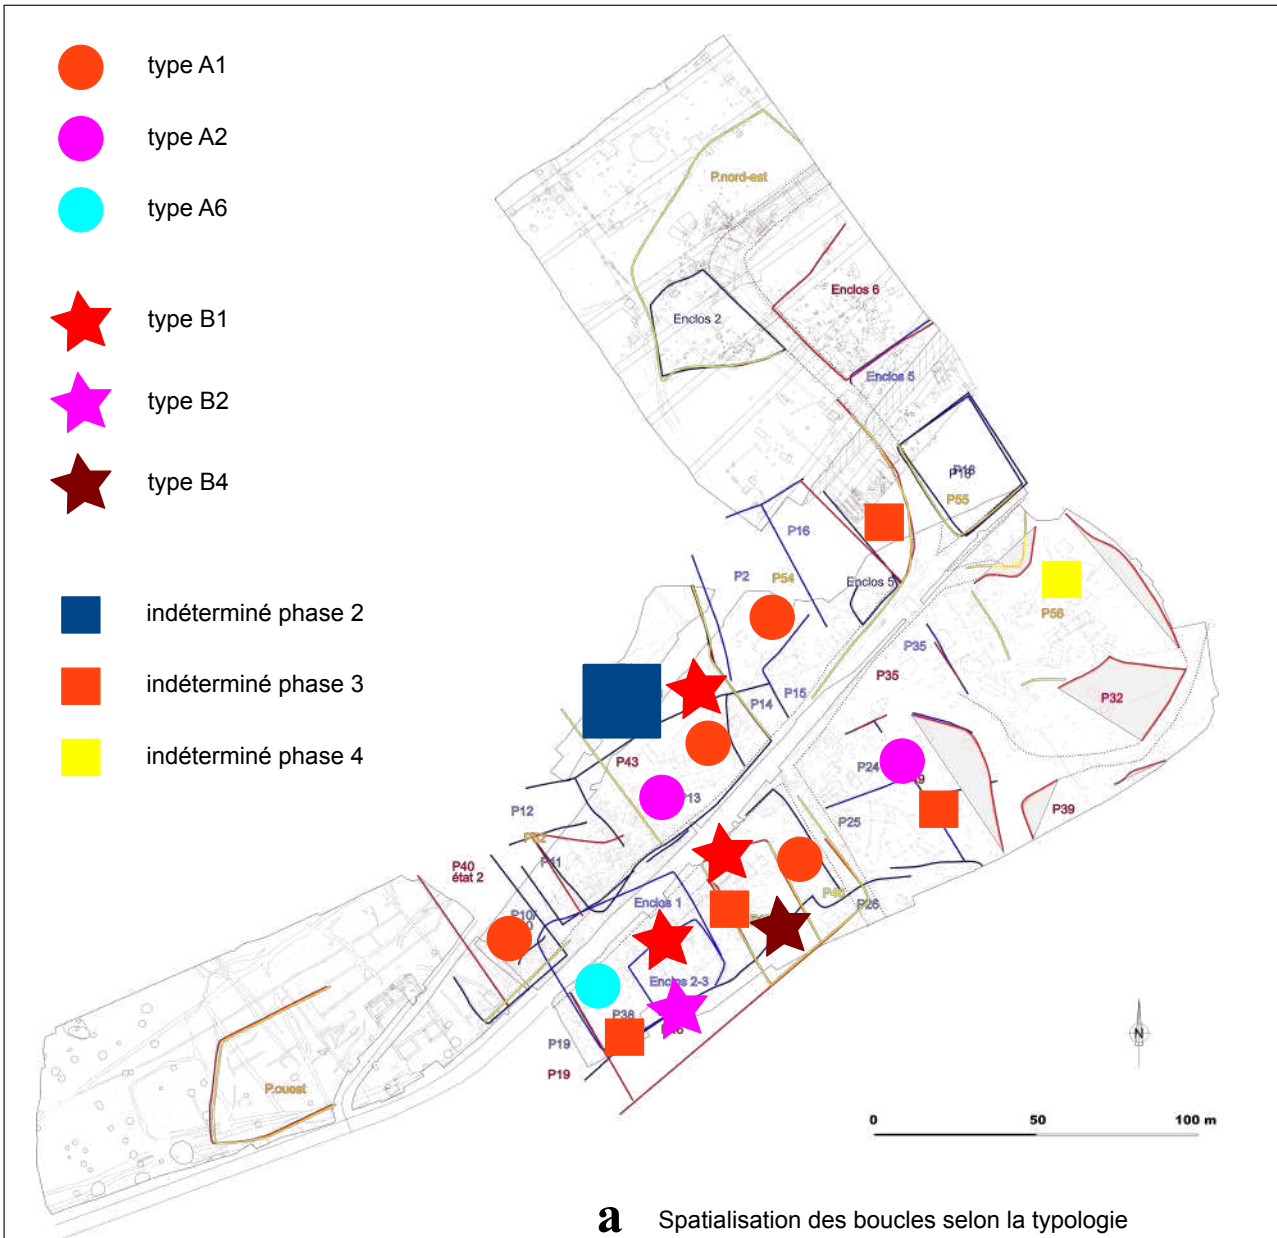 type A1
type A2
type A6
type B1
type B2
type B4
indéterminé phase 2
indéterminé phase 3
indéterminé phase 4
P.nord-est
Enclos 6
Enclos 2
Enclos 5
P18
P55
P16
P2
P54
Enclos 5
P56
P35
P35
P32
P15
P14
P43
P24
P13
P12
P25
P39
P11
P40
état 2
P26
Enclos 1
Enclos 2-3
P38
P19
P19
P.ouest
N
0 50 100 m
a Spatialisation des boucles selon la typologie